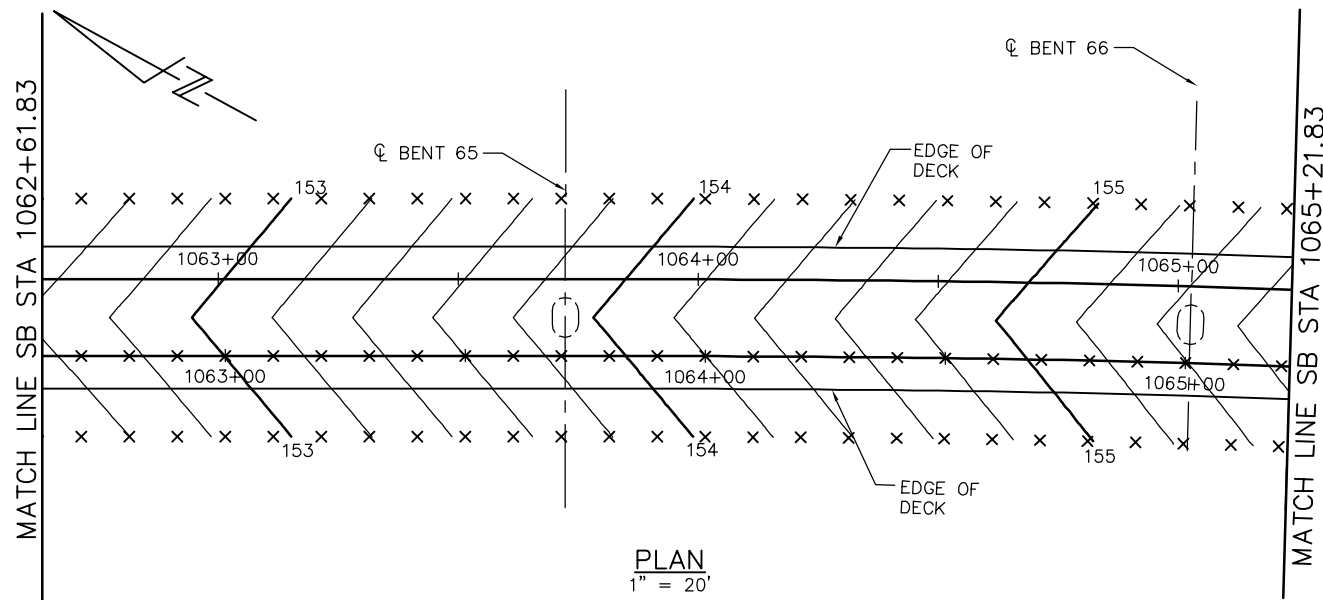 ℄ BENT 66
MATCH LINE SB STA 1062+61.83
℄ BENT 65
EDGE OF
DECK
153
154
155
1063+00
1064+00
1065+00
1063+00
1064+00
1065+00
153
154
155
EDGE OF
DECK
MATCH LINE SB STA 1065+21.83
PLAN
1" = 20'